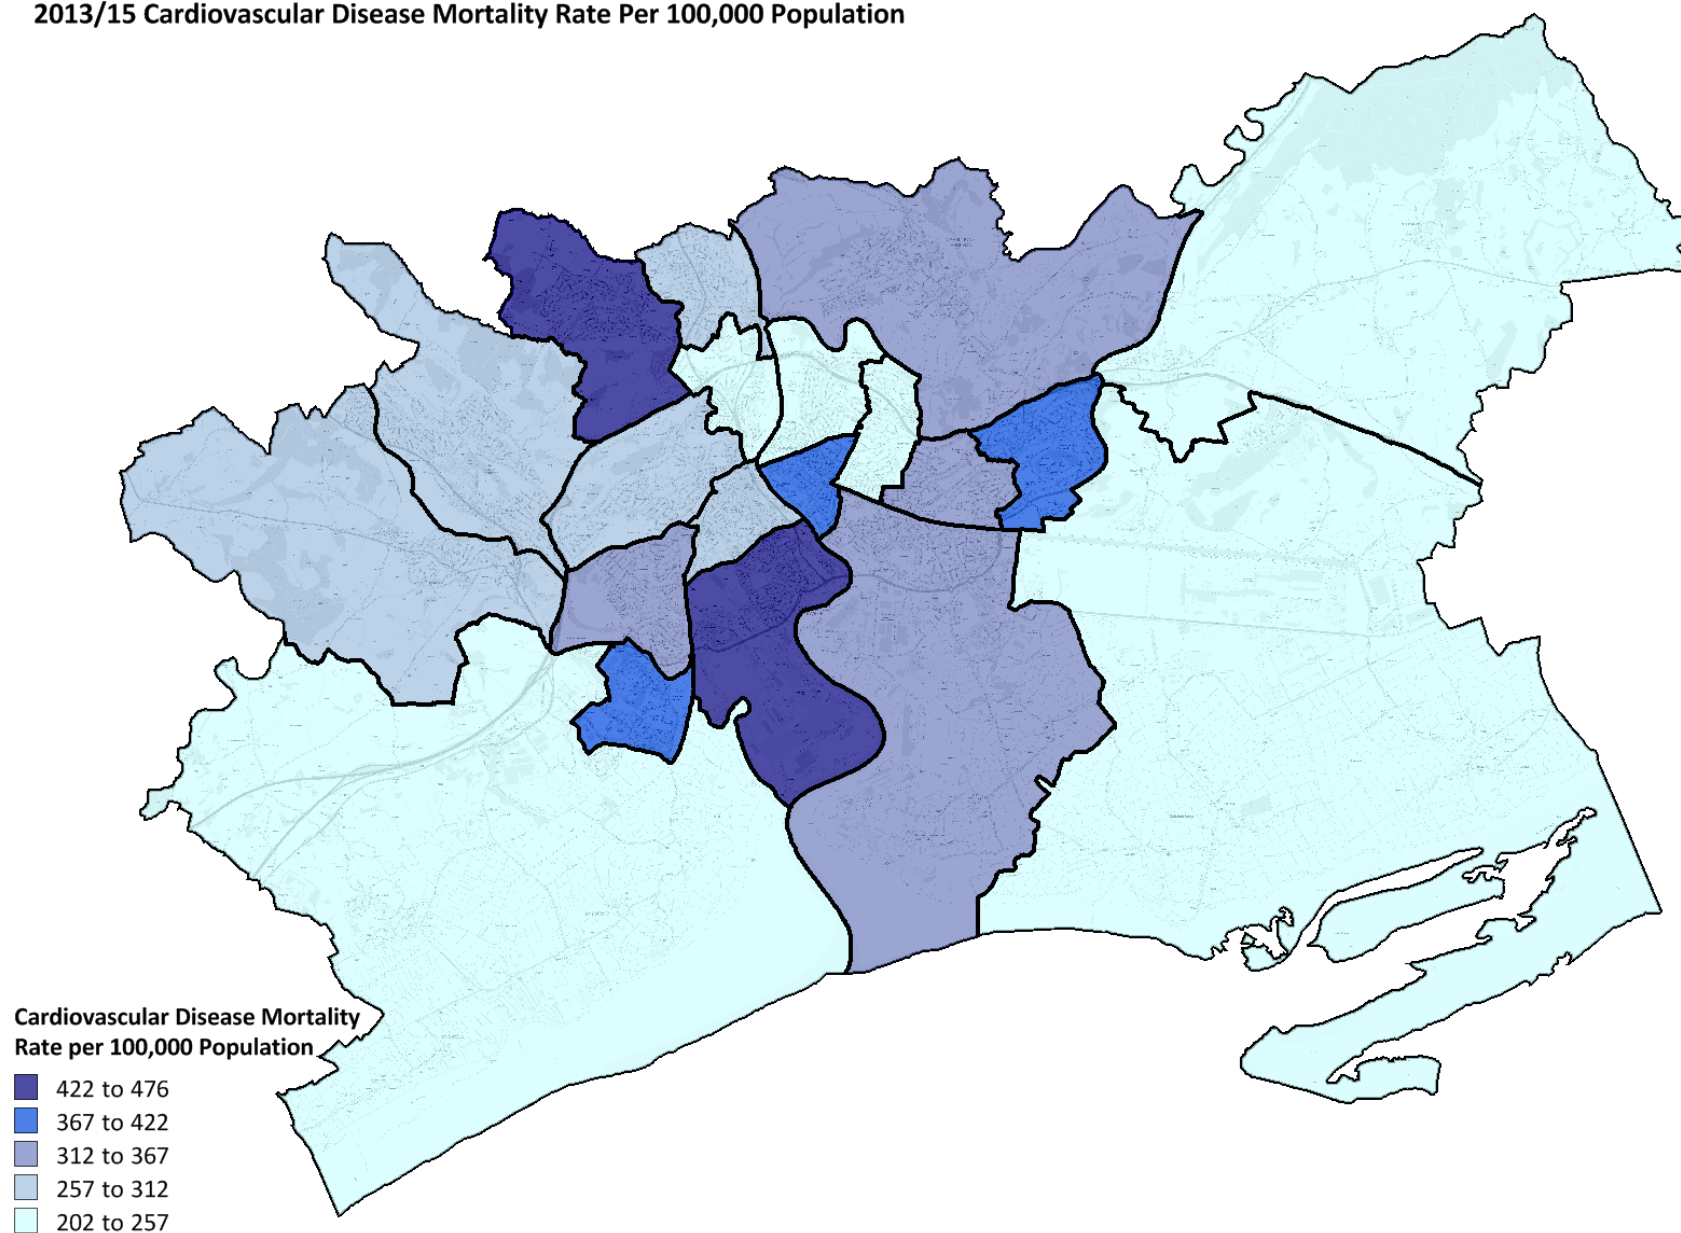 2013/15 Cardiovascular Disease Mortality Rate Per 100,000 Population
Cardiovascular Disease Mortality
Rate per 100,000 Population
422 to 476
367 to 422
312 to 367
257 to 312
202 to 257